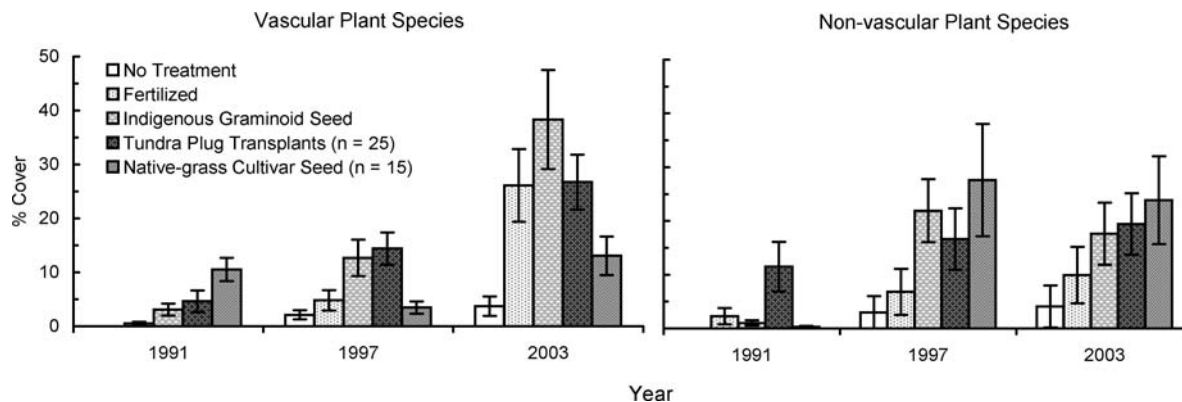 Vascular Plant Species
Non-vascular Plant Species
50
40
30
20
10
0
% Cover
No Treatment
Fertilized
Indigenous Graminoid Seed
Tundra Plug Transplants (n = 25)
Native-grass Cultivar Seed (n = 15)
1991
1997
2003
1991
1997
2003
Year